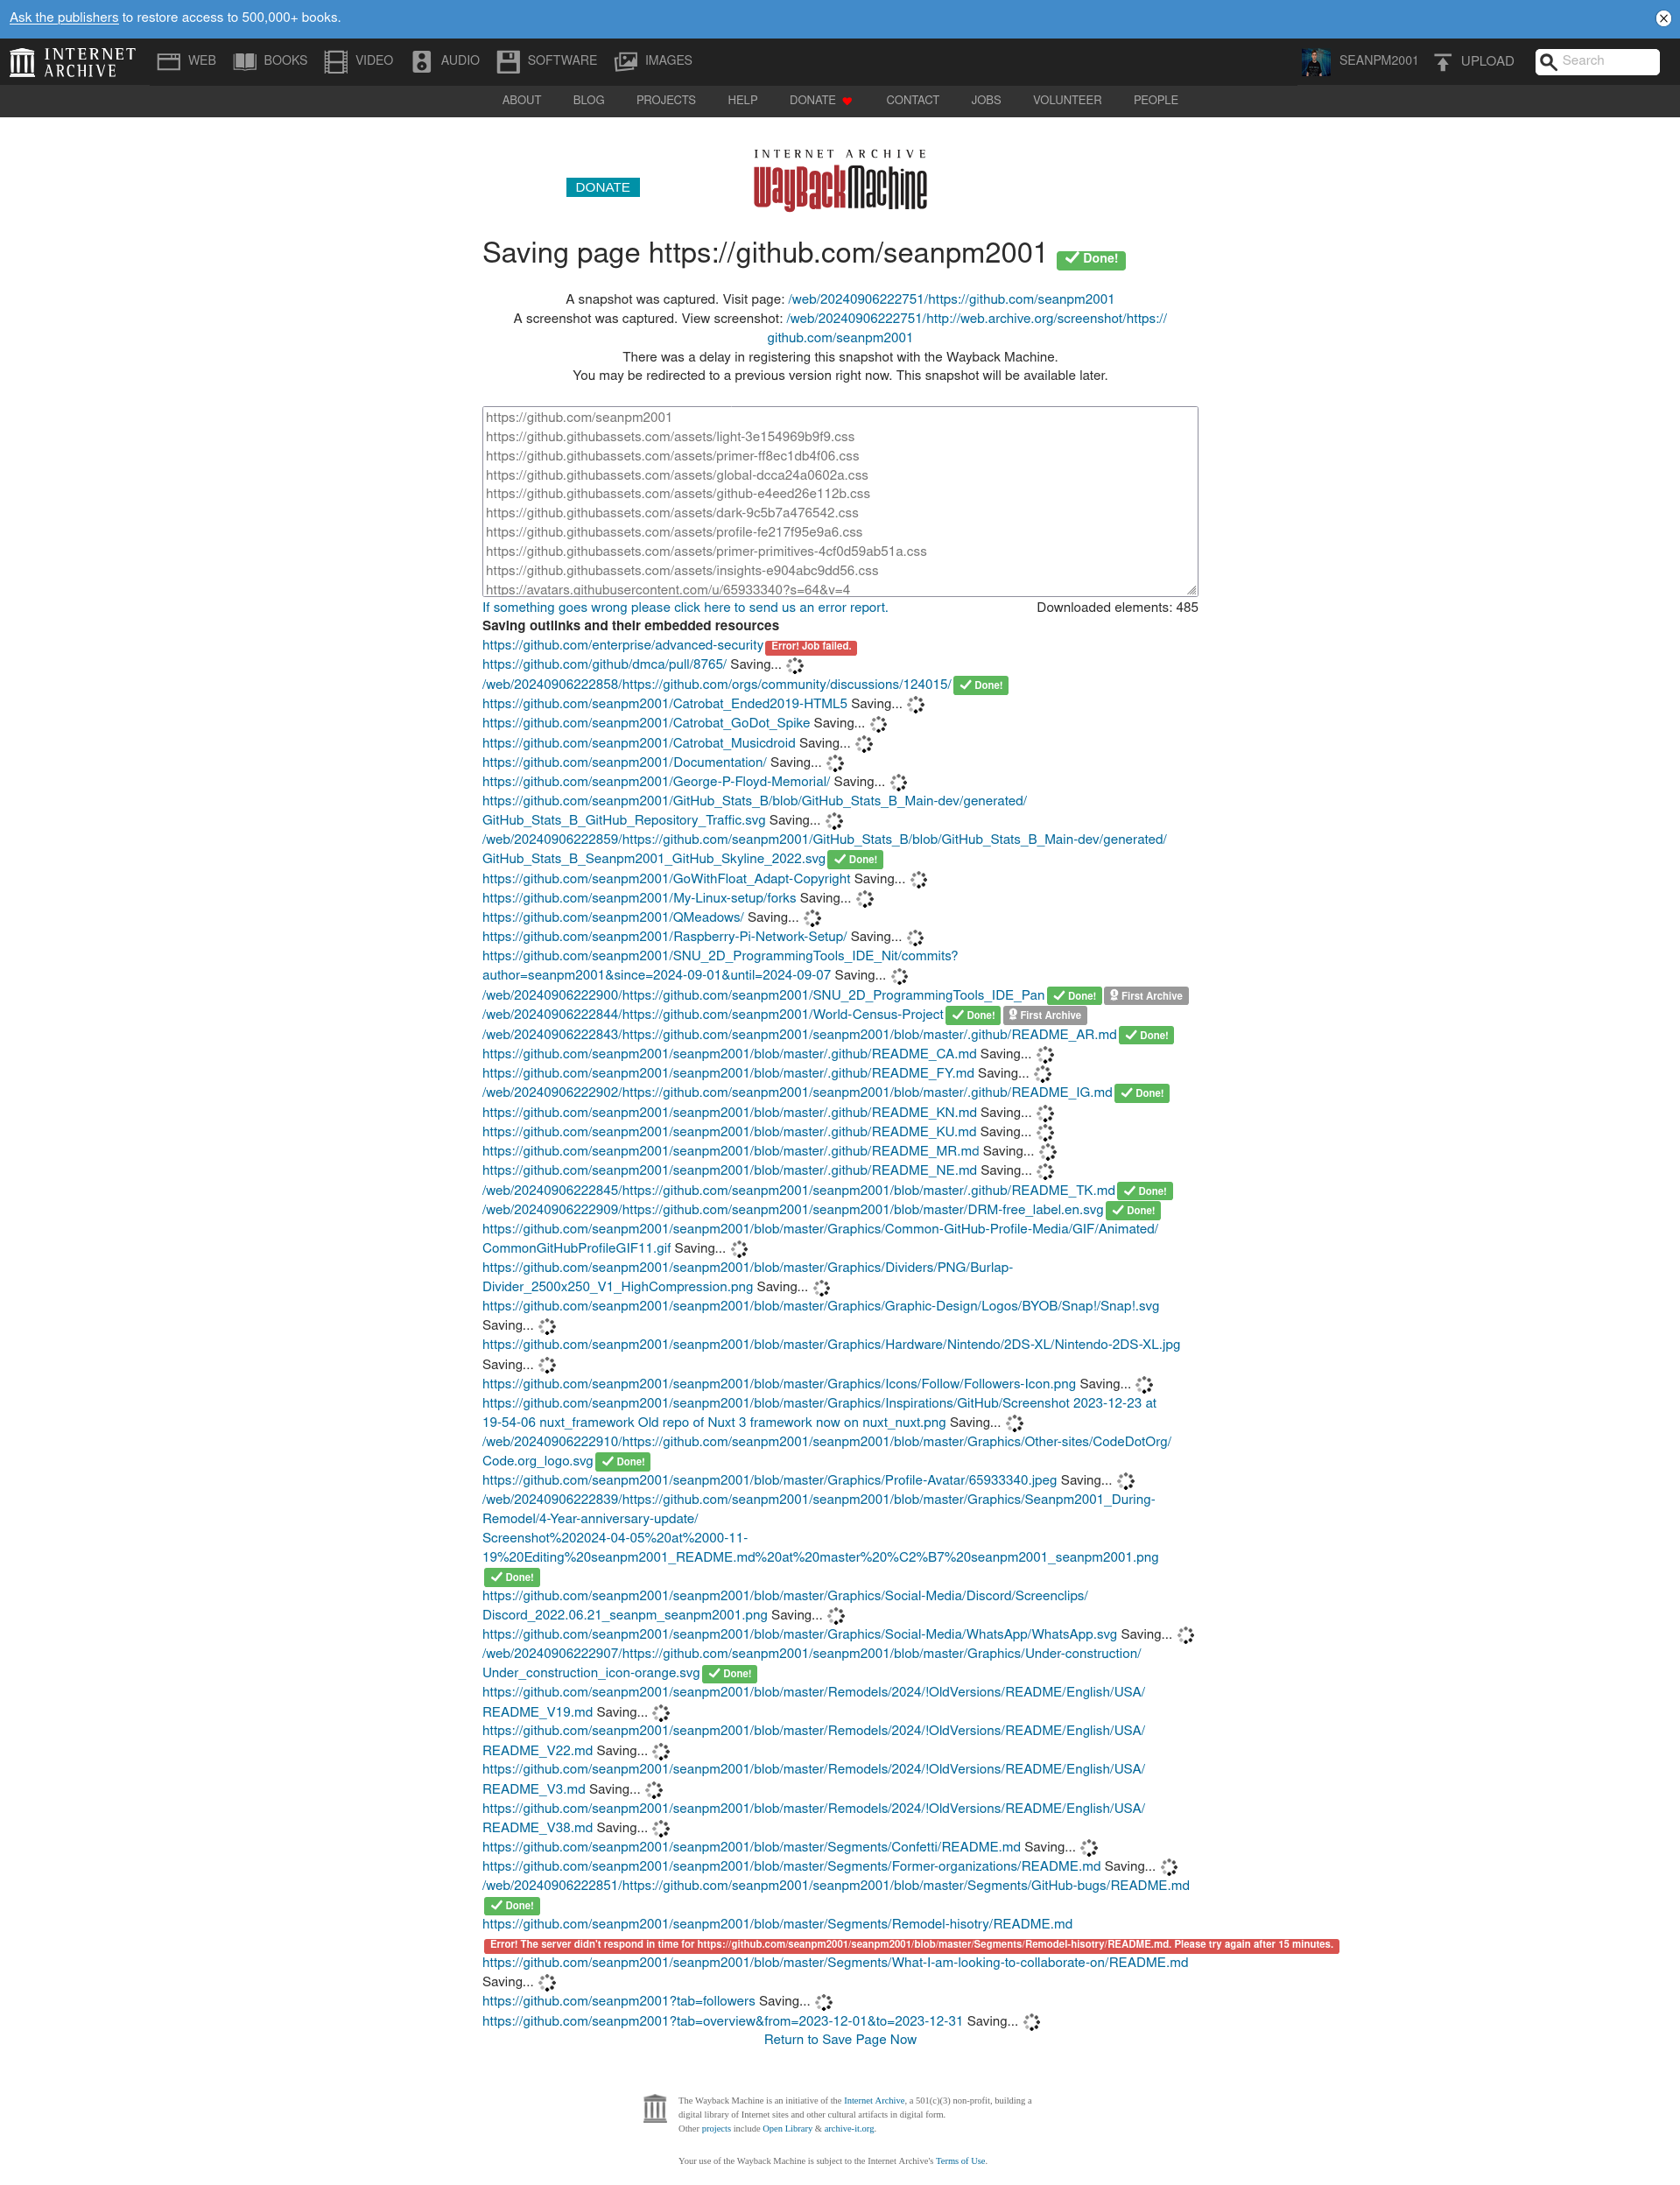 Ask the publishers to restore access to 500,000+ books.
INTERNET ARCHIVE
WEB BOOKS VIDEO AUDIO SOFTWARE IMAGES SEANPM2001 UPLOAD Search
ABOUT BLOG PROJECTS HELP DONATE CONTACT JOBS VOLUNTEER PEOPLE
INTERNET ARCHIVE
DONATE WayBackMachine
Saving page https://github.com/seanpm2001 Done!
A snapshot was captured. Visit page: /web/20240906222751/https://github.com/seanpm2001
A screenshot was captured. View screenshot: /web/20240906222751/http://web.archive.org/screenshot/https://
github.com/seanpm2001
There was a delay in registering this snapshot with the Wayback Machine.
You may be redirected to a previous version right now. This snapshot will be available later.
https://github.com/seanpm2001
https://github.githubassets.com/assets/light-3e154969b9f9.css
https://github.githubassets.com/assets/primer-ff8ec1db4f06.css
https://github.githubassets.com/assets/global-dcca24a0602a.css
https://github.githubassets.com/assets/github-e4eed26e112b.css
https://github.githubassets.com/assets/dark-9c5b7a476542.css
https://github.githubassets.com/assets/profile-fe217f95e9a6.css
https://github.githubassets.com/assets/primer-primitives-4cf0d59ab51a.css
https://github.githubassets.com/assets/insights-e904abc9dd56.css
https://avatars.githubusercontent.com/u/65933340?s=64&v=4
If something goes wrong please click here to send us an error report. Downloaded elements: 485
Saving outlinks and their embedded resources
https://github.com/enterprise/advanced-security Error! Job failed.
https://github.com/github/dmca/pull/8765/ Saving...
/web/20240906222858/https://github.com/orgs/community/discussions/124015/ Done!
https://github.com/seanpm2001/Catrobat_Ended2019-HTML5 Saving...
https://github.com/seanpm2001/Catrobat_GoDot_Spike Saving...
https://github.com/seanpm2001/Catrobat_Musicdroid Saving...
https://github.com/seanpm2001/Documentation/ Saving...
https://github.com/seanpm2001/George-P-Floyd-Memorial/ Saving...
https://github.com/seanpm2001/GitHub_Stats_B/blob/GitHub_Stats_B_Main-dev/generated/
GitHub_Stats_B_GitHub_Repository_Traffic.svg Saving...
/web/20240906222859/https://github.com/seanpm2001/GitHub_Stats_B/blob/GitHub_Stats_B_Main-dev/generated/
GitHub_Stats_B_Seanpm2001_GitHub_Skyline_2022.svg Done!
https://github.com/seanpm2001/GoWithFloat_Adapt-Copyright Saving...
https://github.com/seanpm2001/My-Linux-setup/forks Saving...
https://github.com/seanpm2001/QMeadows/ Saving...
https://github.com/seanpm2001/Raspberry-Pi-Network-Setup/ Saving...
https://github.com/seanpm2001/SNU_2D_ProgrammingTools_IDE_Nit/commits?
author=seanpm2001&since=2024-09-01&until=2024-09-07 Saving...
/web/20240906222900/https://github.com/seanpm2001/SNU_2D_ProgrammingTools_IDE_Pan Done! First Archive
/web/20240906222844/https://github.com/seanpm2001/World-Census-Project Done! First Archive
/web/20240906222843/https://github.com/seanpm2001/seanpm2001/blob/master/.github/README_AR.md Done!
https://github.com/seanpm2001/seanpm2001/blob/master/.github/README_CA.md Saving...
https://github.com/seanpm2001/seanpm2001/blob/master/.github/README_FY.md Saving...
/web/20240906222902/https://github.com/seanpm2001/seanpm2001/blob/master/.github/README_IG.md Done!
https://github.com/seanpm2001/seanpm2001/blob/master/.github/README_KN.md Saving...
https://github.com/seanpm2001/seanpm2001/blob/master/.github/README_KU.md Saving...
https://github.com/seanpm2001/seanpm2001/blob/master/.github/README_MR.md Saving...
https://github.com/seanpm2001/seanpm2001/blob/master/.github/README_NE.md Saving...
/web/20240906222845/https://github.com/seanpm2001/seanpm2001/blob/master/.github/README_TK.md Done!
/web/20240906222909/https://github.com/seanpm2001/seanpm2001/blob/master/DRM-free_label.en.svg Done!
https://github.com/seanpm2001/seanpm2001/blob/master/Graphics/Common-GitHub-Profile-Media/GIF/Animated/
CommonGitHubProfileGIF11.gif Saving...
https://github.com/seanpm2001/seanpm2001/blob/master/Graphics/Dividers/PNG/Burlap-
Divider_2500x250_V1_HighCompression.png Saving...
https://github.com/seanpm2001/seanpm2001/blob/master/Graphics/Graphic-Design/Logos/BYOB/Snap!/Snap!.svg
Saving...
https://github.com/seanpm2001/seanpm2001/blob/master/Graphics/Hardware/Nintendo/2DS-XL/Nintendo-2DS-XL.jpg
Saving...
https://github.com/seanpm2001/seanpm2001/blob/master/Graphics/Icons/Follow/Followers-Icon.png Saving...
https://github.com/seanpm2001/seanpm2001/blob/master/Graphics/Inspirations/GitHub/Screenshot 2023-12-23 at
19-54-06 nuxt_framework Old repo of Nuxt 3 framework now on nuxt_nuxt.png Saving...
/web/20240906222910/https://github.com/seanpm2001/seanpm2001/blob/master/Graphics/Other-sites/CodeDotOrg/
Code.org_logo.svg Done!
https://github.com/seanpm2001/seanpm2001/blob/master/Graphics/Profile-Avatar/65933340.jpeg Saving...
/web/20240906222839/https://github.com/seanpm2001/seanpm2001/blob/master/Graphics/Seanpm2001_During-
Remodel/4-Year-anniversary-update/
Screenshot%202024-04-05%20at%2000-11-
19%20Editing%20seanpm2001_README.md%20at%20master%20%C2%B7%20seanpm2001_seanpm2001.png
Done!
https://github.com/seanpm2001/seanpm2001/blob/master/Graphics/Social-Media/Discord/Screenclips/
Discord_2022.06.21_seanpm_seanpm2001.png Saving...
https://github.com/seanpm2001/seanpm2001/blob/master/Graphics/Social-Media/WhatsApp/WhatsApp.svg Saving...
/web/20240906222907/https://github.com/seanpm2001/seanpm2001/blob/master/Graphics/Under-construction/
Under_construction_icon-orange.svg Done!
https://github.com/seanpm2001/seanpm2001/blob/master/Remodels/2024/!OldVersions/README/English/USA/
README_V19.md Saving...
https://github.com/seanpm2001/seanpm2001/blob/master/Remodels/2024/!OldVersions/README/English/USA/
README_V22.md Saving...
https://github.com/seanpm2001/seanpm2001/blob/master/Remodels/2024/!OldVersions/README/English/USA/
README_V3.md Saving...
https://github.com/seanpm2001/seanpm2001/blob/master/Remodels/2024/!OldVersions/README/English/USA/
README_V38.md Saving...
https://github.com/seanpm2001/seanpm2001/blob/master/Segments/Confetti/README.md Saving...
https://github.com/seanpm2001/seanpm2001/blob/master/Segments/Former-organizations/README.md Saving...
/web/20240906222851/https://github.com/seanpm2001/seanpm2001/blob/master/Segments/GitHub-bugs/README.md
Done!
https://github.com/seanpm2001/seanpm2001/blob/master/Segments/Remodel-hisotry/README.md
Error! The server didn't respond in time for https://github.com/seanpm2001/seanpm2001/blob/master/Segments/Remodel-hisotry/README.md. Please try again after 15 minutes.
https://github.com/seanpm2001/seanpm2001/blob/master/Segments/What-I-am-looking-to-collaborate-on/README.md
Saving...
https://github.com/seanpm2001?tab=followers Saving...
https://github.com/seanpm2001?tab=overview&from=2023-12-01&to=2023-12-31 Saving...
Return to Save Page Now
The Wayback Machine is an initiative of the Internet Archive, a 501(c)(3) non-profit, building a
digital library of Internet sites and other cultural artifacts in digital form.
Other projects include Open Library & archive-it.org.
Your use of the Wayback Machine is subject to the Internet Archive's Terms of Use.